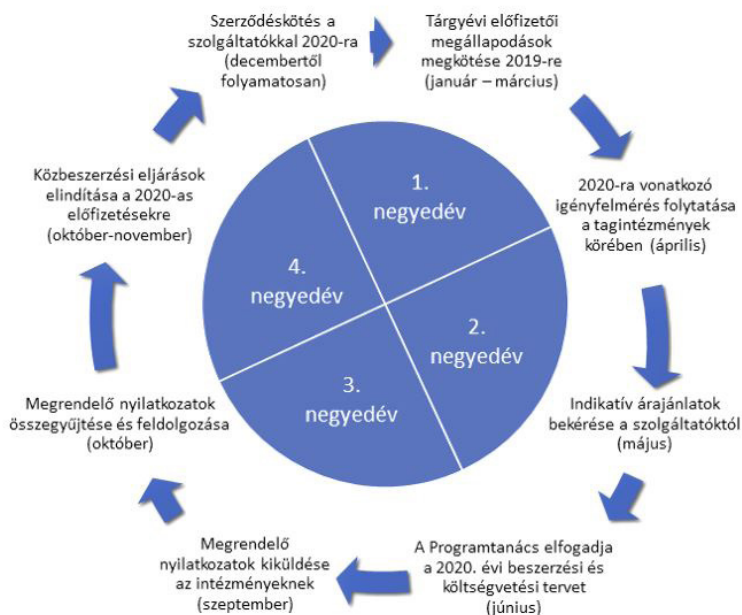 Szerződéskötés a
szolgáltatókkal 2020-ra
(decembertől
folyamatosan)
Tárgyévi előfizetői
megállapodások
megkötése 2019-re
(január – március)
2020-ra vonatkozó
igényfelmérés folytatása
a tagintézmények
körében (április)
Indikatív árajánlatok
bekérése a szolgáltatóktól
(május)
A Programtanács elfogadja
a 2020. évi beszerzési és
költségvetési tervet
(június)
Megrendelő
nyilatkozatok kiküldése
az intézményeknek
(szeptember)
Megrendelő nyilatkozatok
összegyűjtése és feldolgozása
(október)
Közbeszerzési eljárások
elindítása a 2020-as
előfizetésekre
(október-november)
1.
negyedév
2.
negyedév
3.
negyedév
4.
negyedév